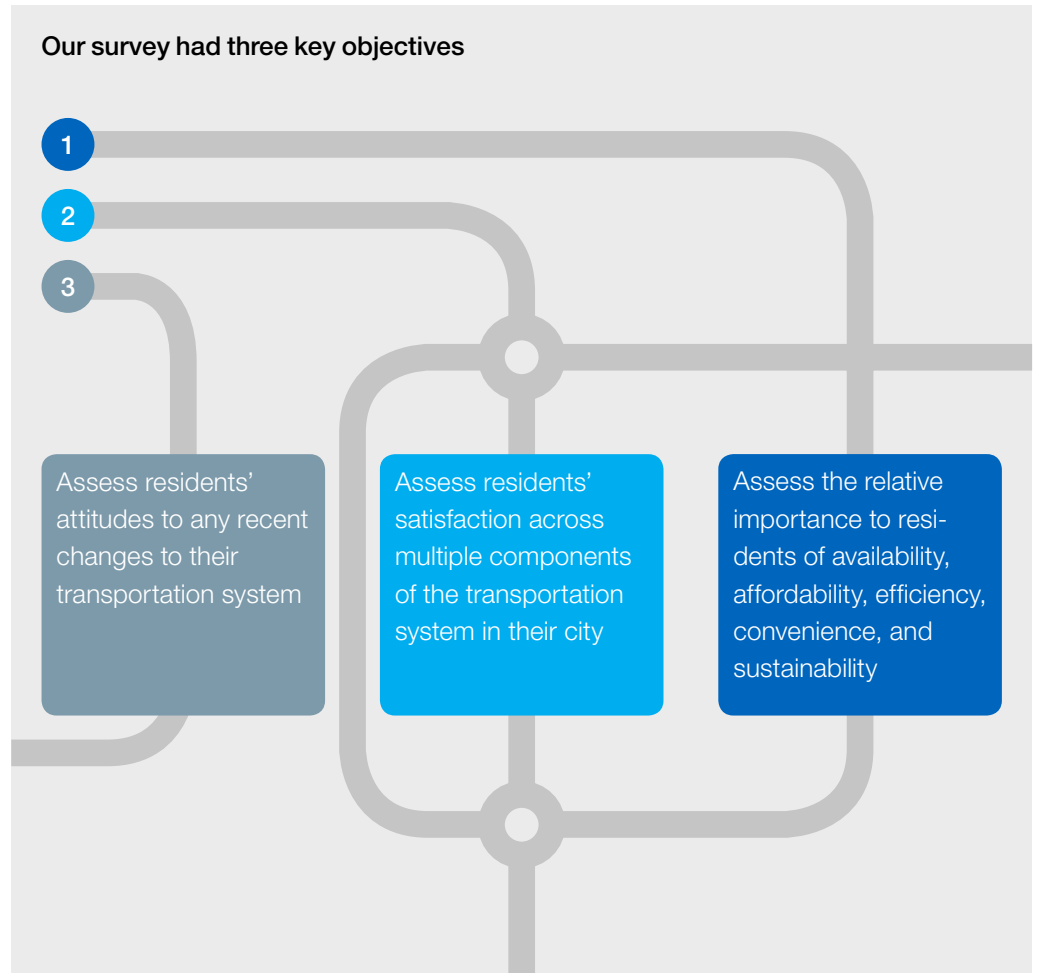 Our survey had three key objectives
1
2
3
Assess residents’
attitudes to any recent
changes to their
transportation system
Assess residents’
satisfaction across
multiple components
of the transportation
system in their city
Assess the relative
importance to resi-
dents of availability,
affordability, efficiency,
convenience, and
sustainability